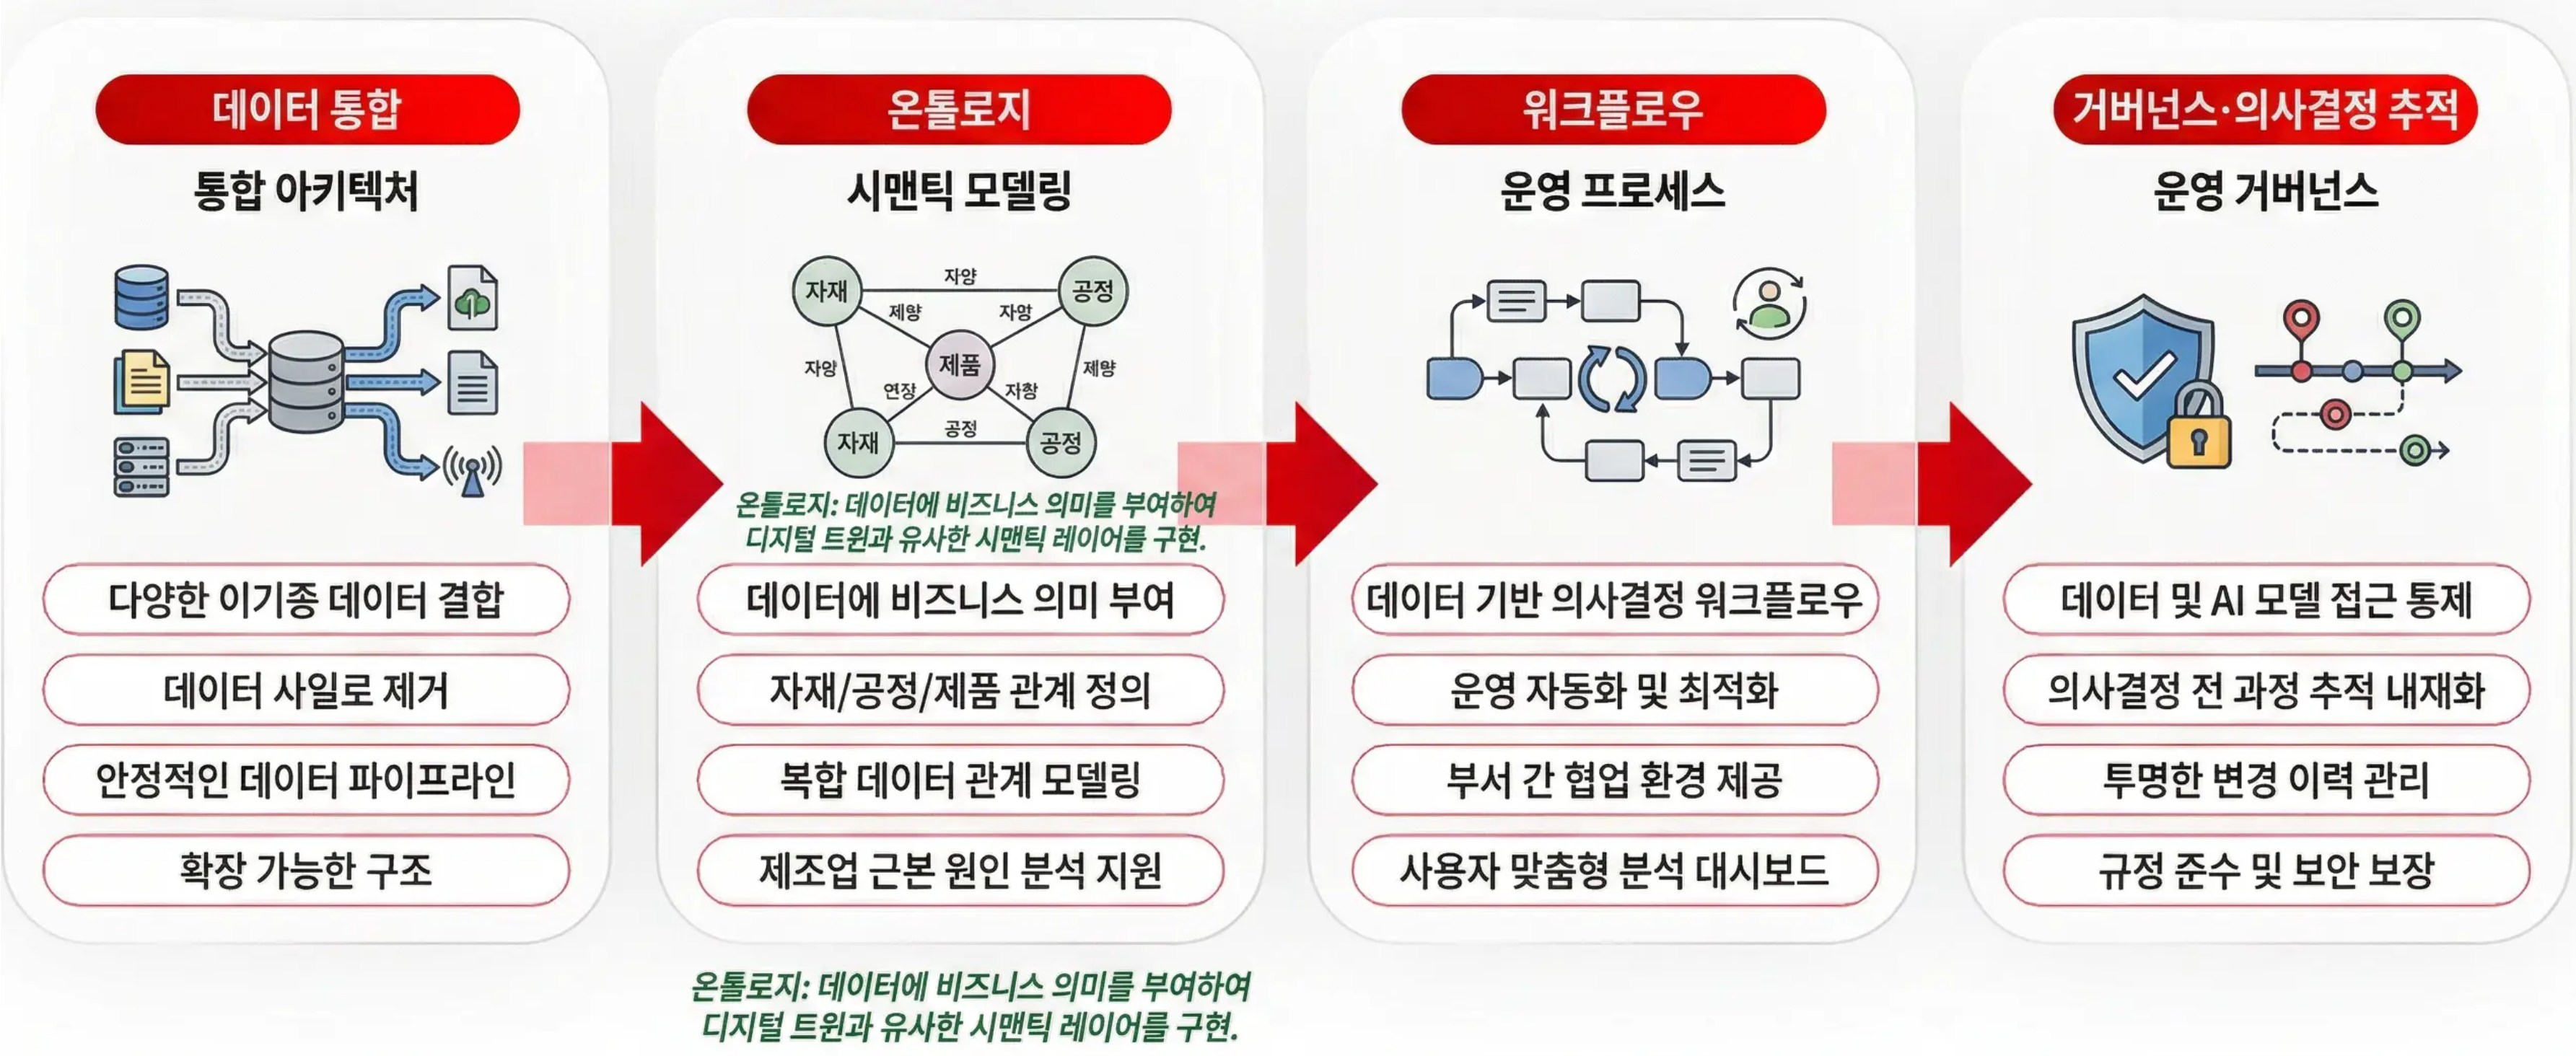 데이터 통합
통합 아키텍처
다양한 이기종 데이터 결합
데이터 사일로 제거
안정적인 데이터 파이프라인
확장 가능한 구조
온톨로지
시맨틱 모델링
자재
자양
공정
자양
제품
연장
자재
공정
공정
온톨로지: 데이터에 비즈니스 의미를 부여하여
디지털 트윈과 유사한 시맨틱 레이어를 구현.
데이터에 비즈니스 의미 부여
자재/공정/제품 관계 정의
복합 데이터 관계 모델링
제조업 근본 원인 분석 지원
온톨로지: 데이터에 비즈니스 의미를 부여하여
디지털 트윈과 유사한 시맨틱 레이어를 구현.
워크플로우
운영 프로세스
데이터 기반 의사결정 워크플로우
운영 자동화 및 최적화
부서 간 협업 환경 제공
사용자 맞춤형 분석 대시보드
거버넌스·의사결정 추적
운영 거버넌스
데이터 및 AI 모델 접근 통제
의사결정 전 과정 추적 내재화
투명한 변경 이력 관리
규정 준수 및 보안 보장